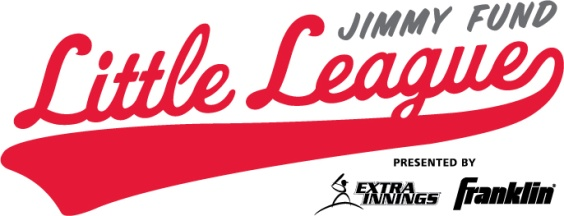 JIMMY FUND
Little League
PRESENTED BY
EXTRA INNINGS
franklin